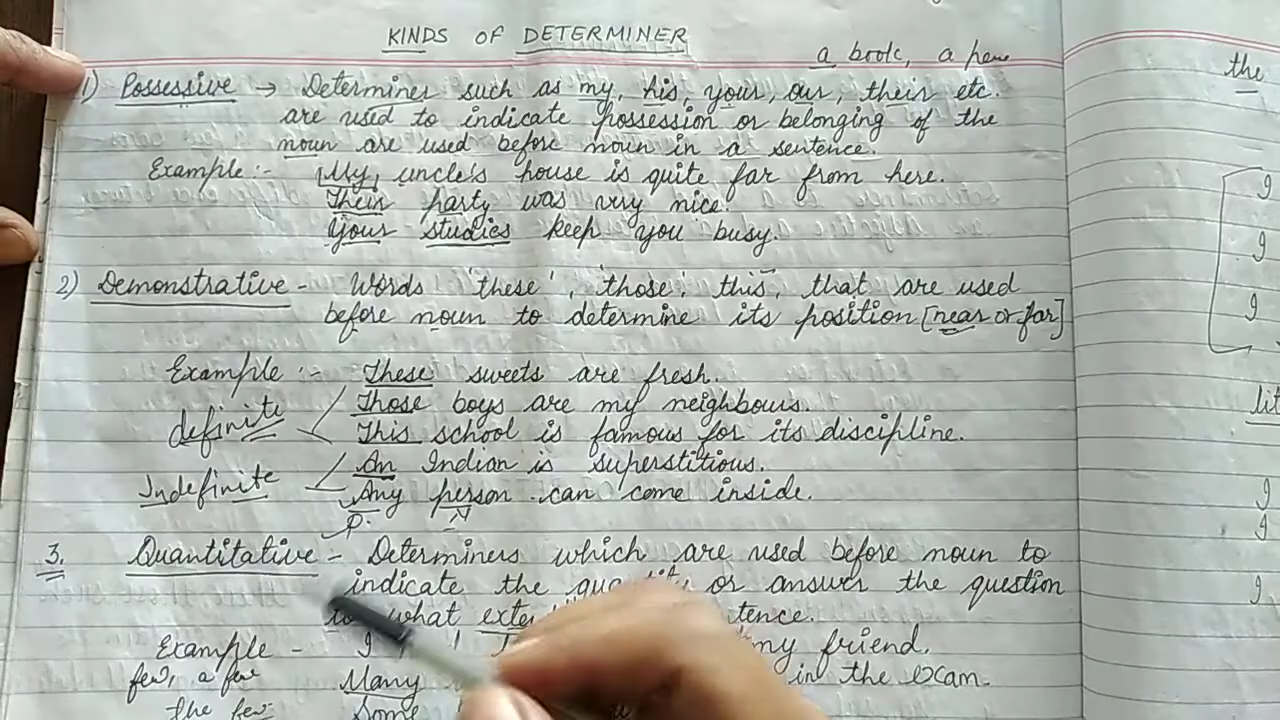 KINDS OF DETERMINER
a book, a pen
the
1) Possessive → Determiner such as my, his, your, our, their etc.
are used to indicate possession or belonging of the
noun are used before noun in a sentence.
Example :- My uncle's house is quite far from here.
Their party was very nice.
Your studies keep you busy.
2) Demonstrative - Words 'these', 'those', this, that are used
before noun to determine its position [near or far]
Example :- These sweets are fresh.
definite Those boys are my neighbours.
This school is famous for its discipline.
An Indian is superstitious.
Indefinite Any person can come inside.
D. N
3. Quantitative - Determiners which are used before noun to
indicate the or answer the question
what
Example - I my friend.
few, a few Many in the exam.
the few Some
I
I
I
I
I
I